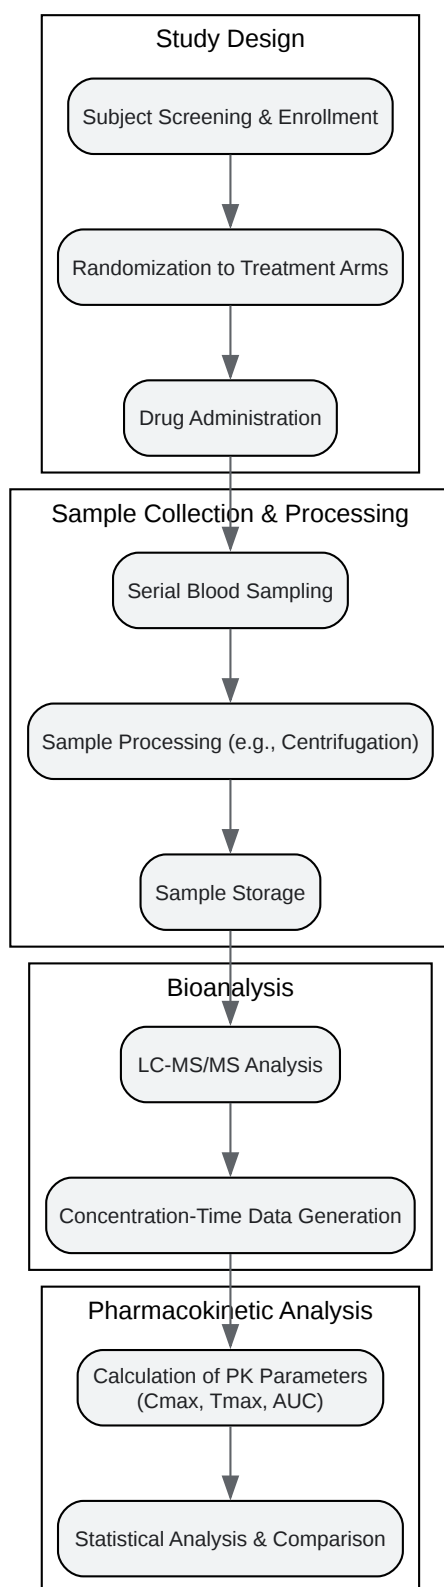 Study Design
Subject Screening & Enrollment
Randomization to Treatment Arms
Drug Administration
Sample Collection & Processing
Serial Blood Sampling
Sample Processing (e.g., Centrifugation)
Sample Storage
Bioanalysis
LC-MS/MS Analysis
Concentration-Time Data Generation
Pharmacokinetic Analysis
Calculation of PK Parameters
(Cmax, Tmax, AUC)
Statistical Analysis & Comparison